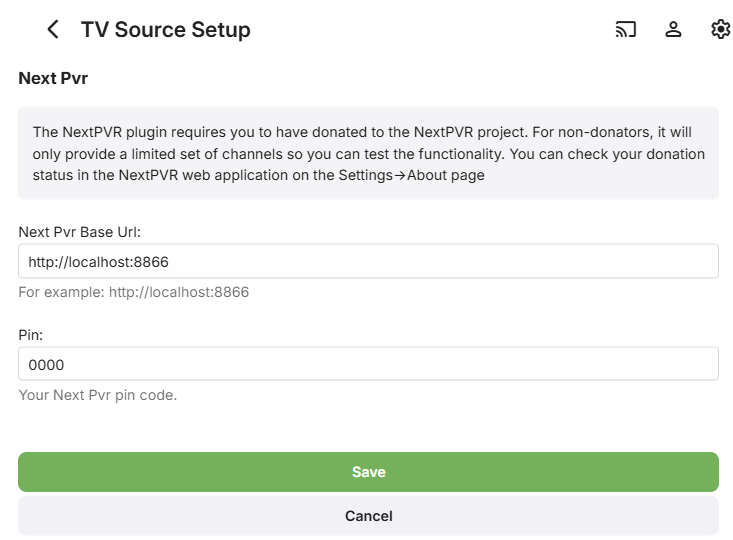 TV Source Setup
Next Pvr
The NextPVR plugin requires you to have donated to the NextPVR project. For non-donators, it will
only provide a limited set of channels so you can test the functionality. You can check your donation
status in the NextPVR web application on the Settings→About page
Next Pvr Base Url:
http://localhost:8866
For example: http://localhost:8866
Pin:
0000
Your Next Pvr pin code.
Save
Cancel